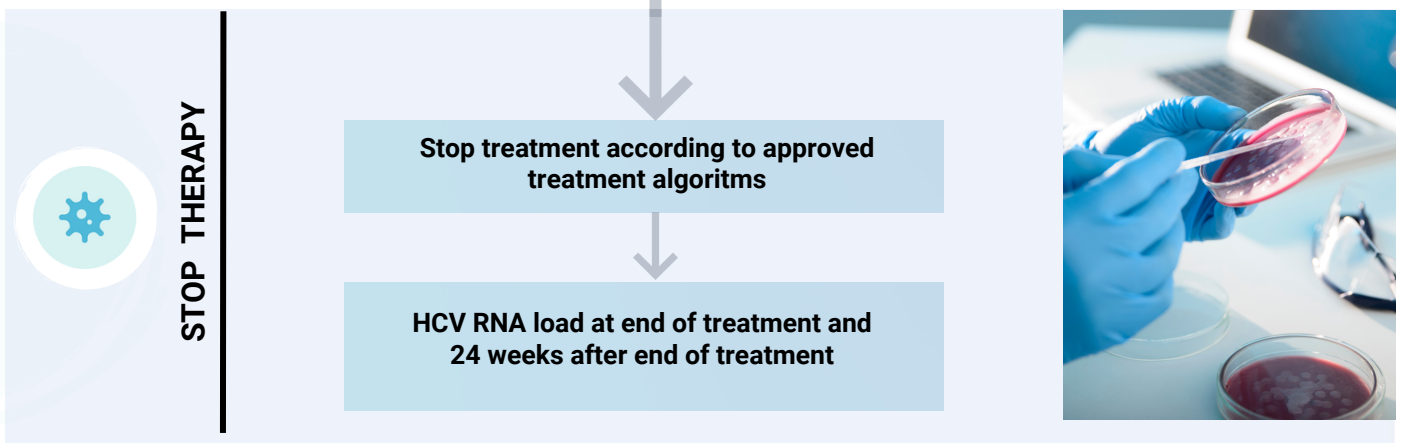 STOP THERAPY
Stop treatment according to approved
treatment algoritms
HCV RNA load at end of treatment and
24 weeks after end of treatment